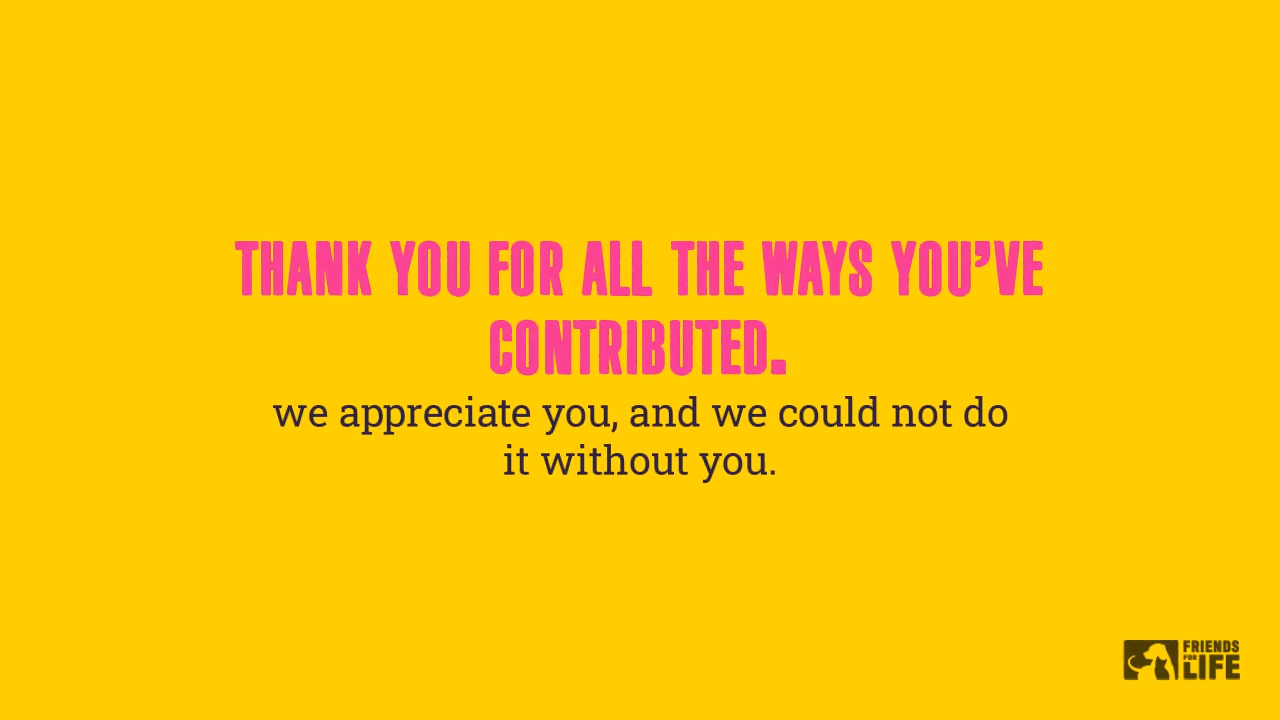 THANK YOU FOR ALL THE WAYS YOU'VE
CONTRIBUTED.
we appreciate you, and we could not do
it without you.
FRIENDS
FOR
LIFE